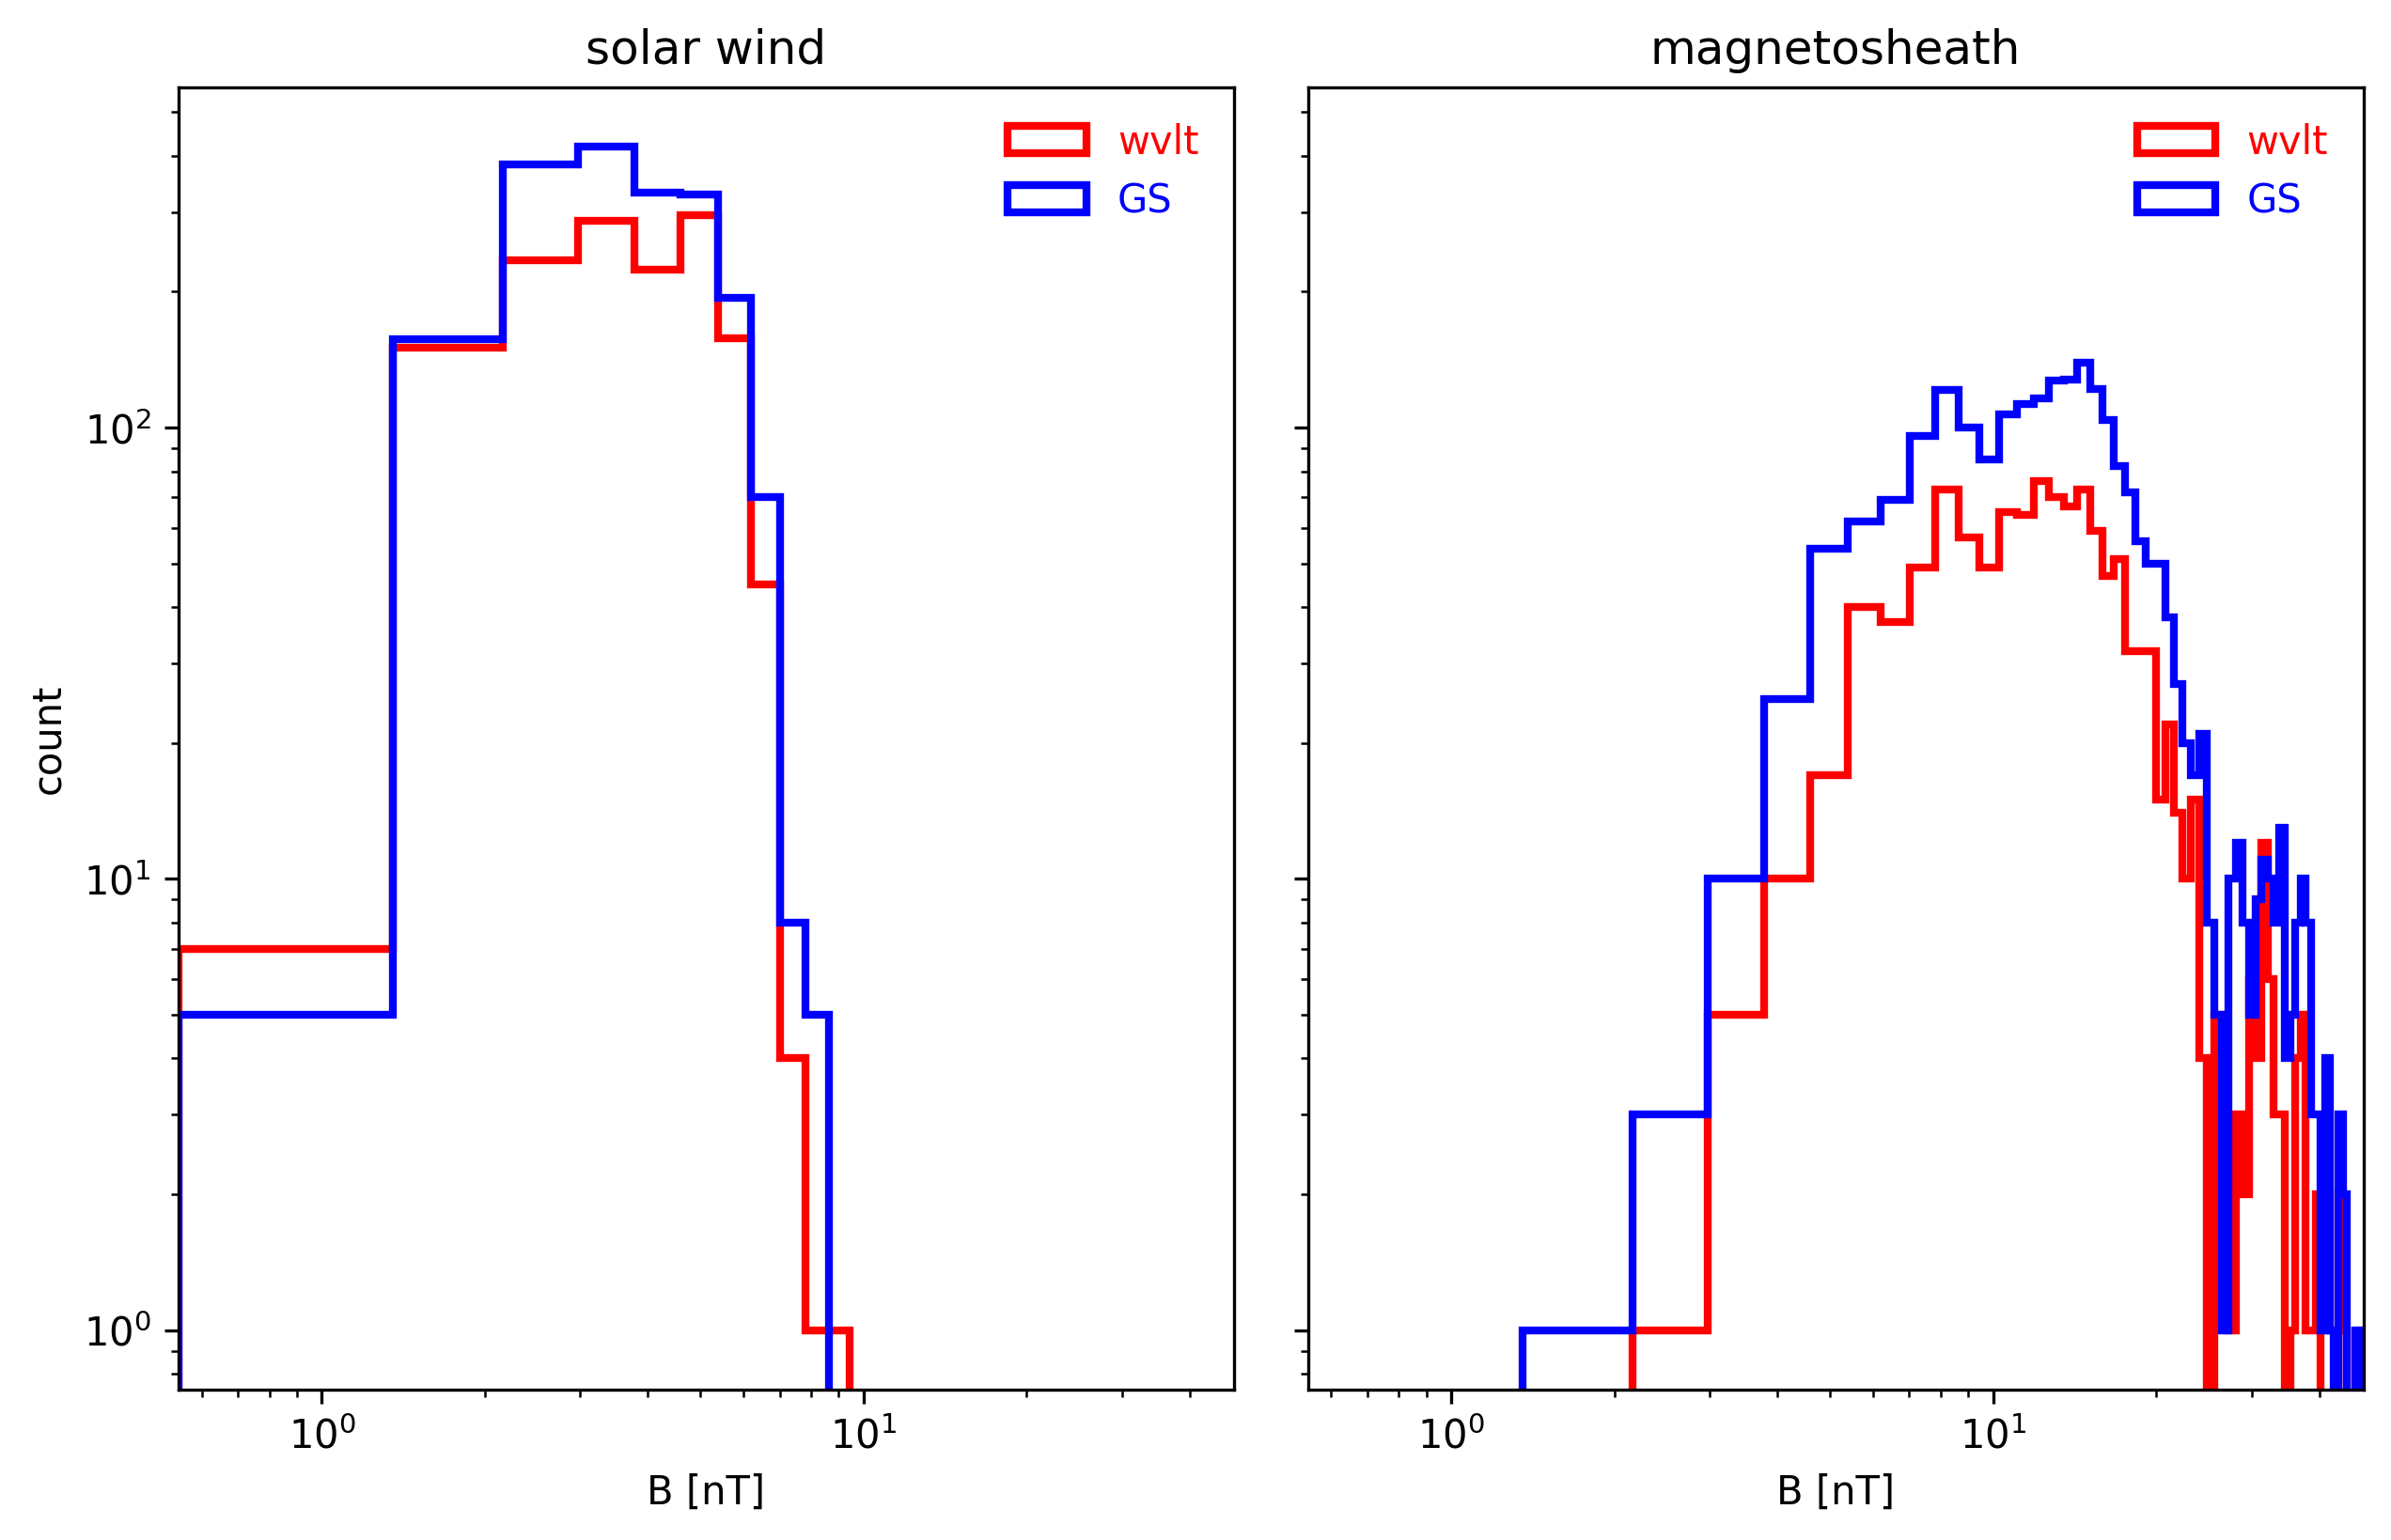 solar wind
wvlt
GS
10²
10¹
10⁰
count
10⁰ 10¹
B [nT]
magnetosheath
wvlt
GS
10⁰ 10¹
B [nT]